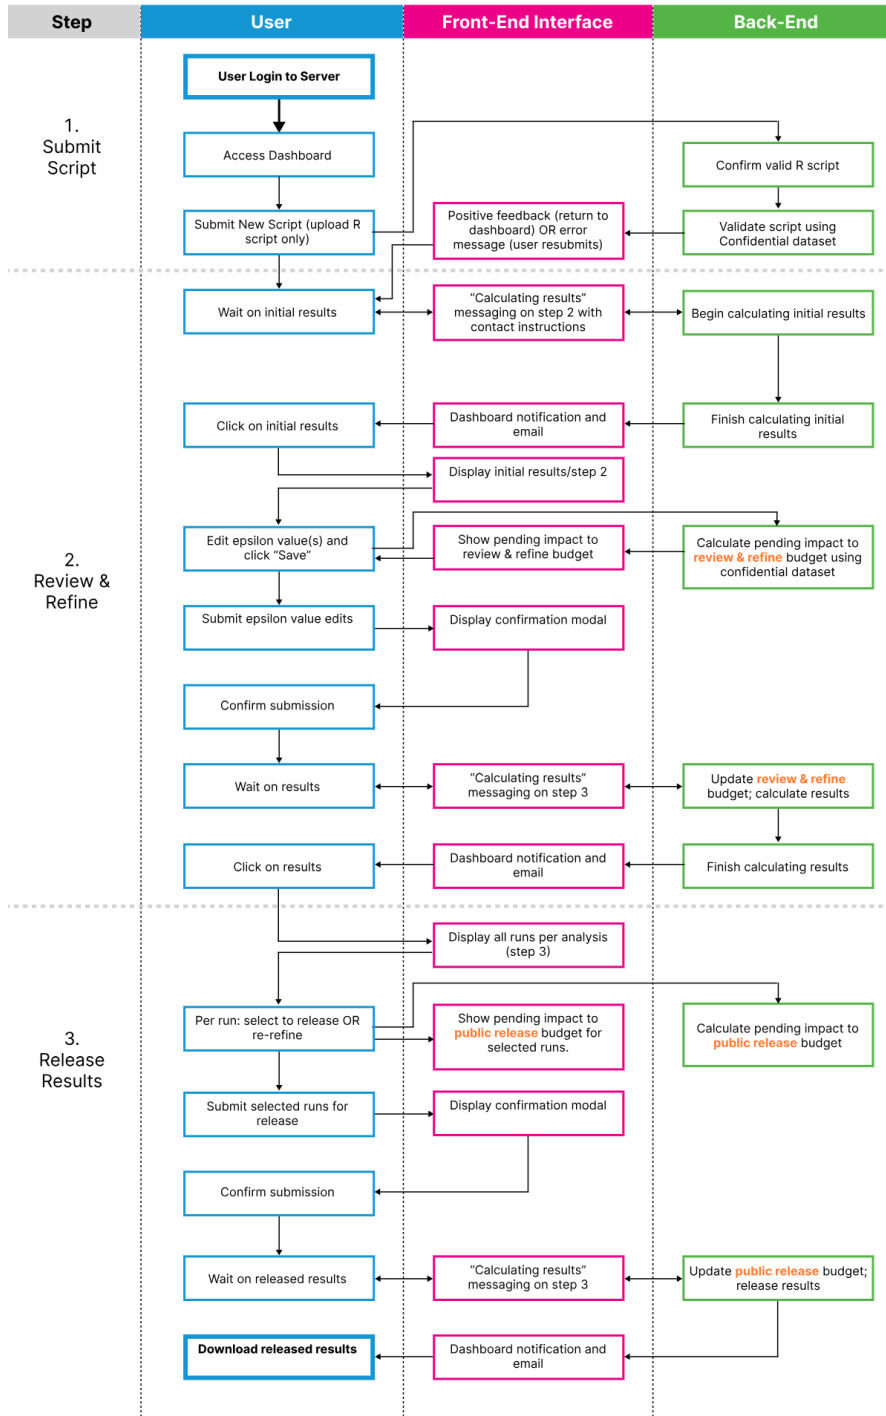 Step
User
Front-End Interface
Back-End
1.
Submit
Script
User Login to Server
Access Dashboard
Confirm valid R script
Submit New Script (upload R
script only)
Positive feedback (return to
dashboard) OR error
message (user resubmits)
Validate script using
Confidential dataset
2.
Review &
Refine
Wait on initial results
“Calculating results”
messaging on step 2 with
contact instructions
Begin calculating initial results
Click on initial results
Dashboard notification and
email
Finish calculating initial
results
Display initial results/step 2
Edit epsilon value(s) and
click “Save”
Show pending impact to
review & refine budget
Calculate pending impact to
review & refine budget using
confidential dataset
Submit epsilon value edits
Display confirmation modal
Confirm submission
Wait on results
“Calculating results”
messaging on step 3
Update review & refine
budget; calculate results
Click on results
Dashboard notification and
email
Finish calculating results
3.
Release
Results
Display all runs per analysis
(step 3)
Per run: select to release OR
re-refine
Show pending impact to
public release budget for
selected runs.
Calculate pending impact to
public release budget
Submit selected runs for
release
Display confirmation modal
Confirm submission
Wait on released results
“Calculating results”
messaging on step 3
Update public release budget;
release results
Download released results
Dashboard notification and
email